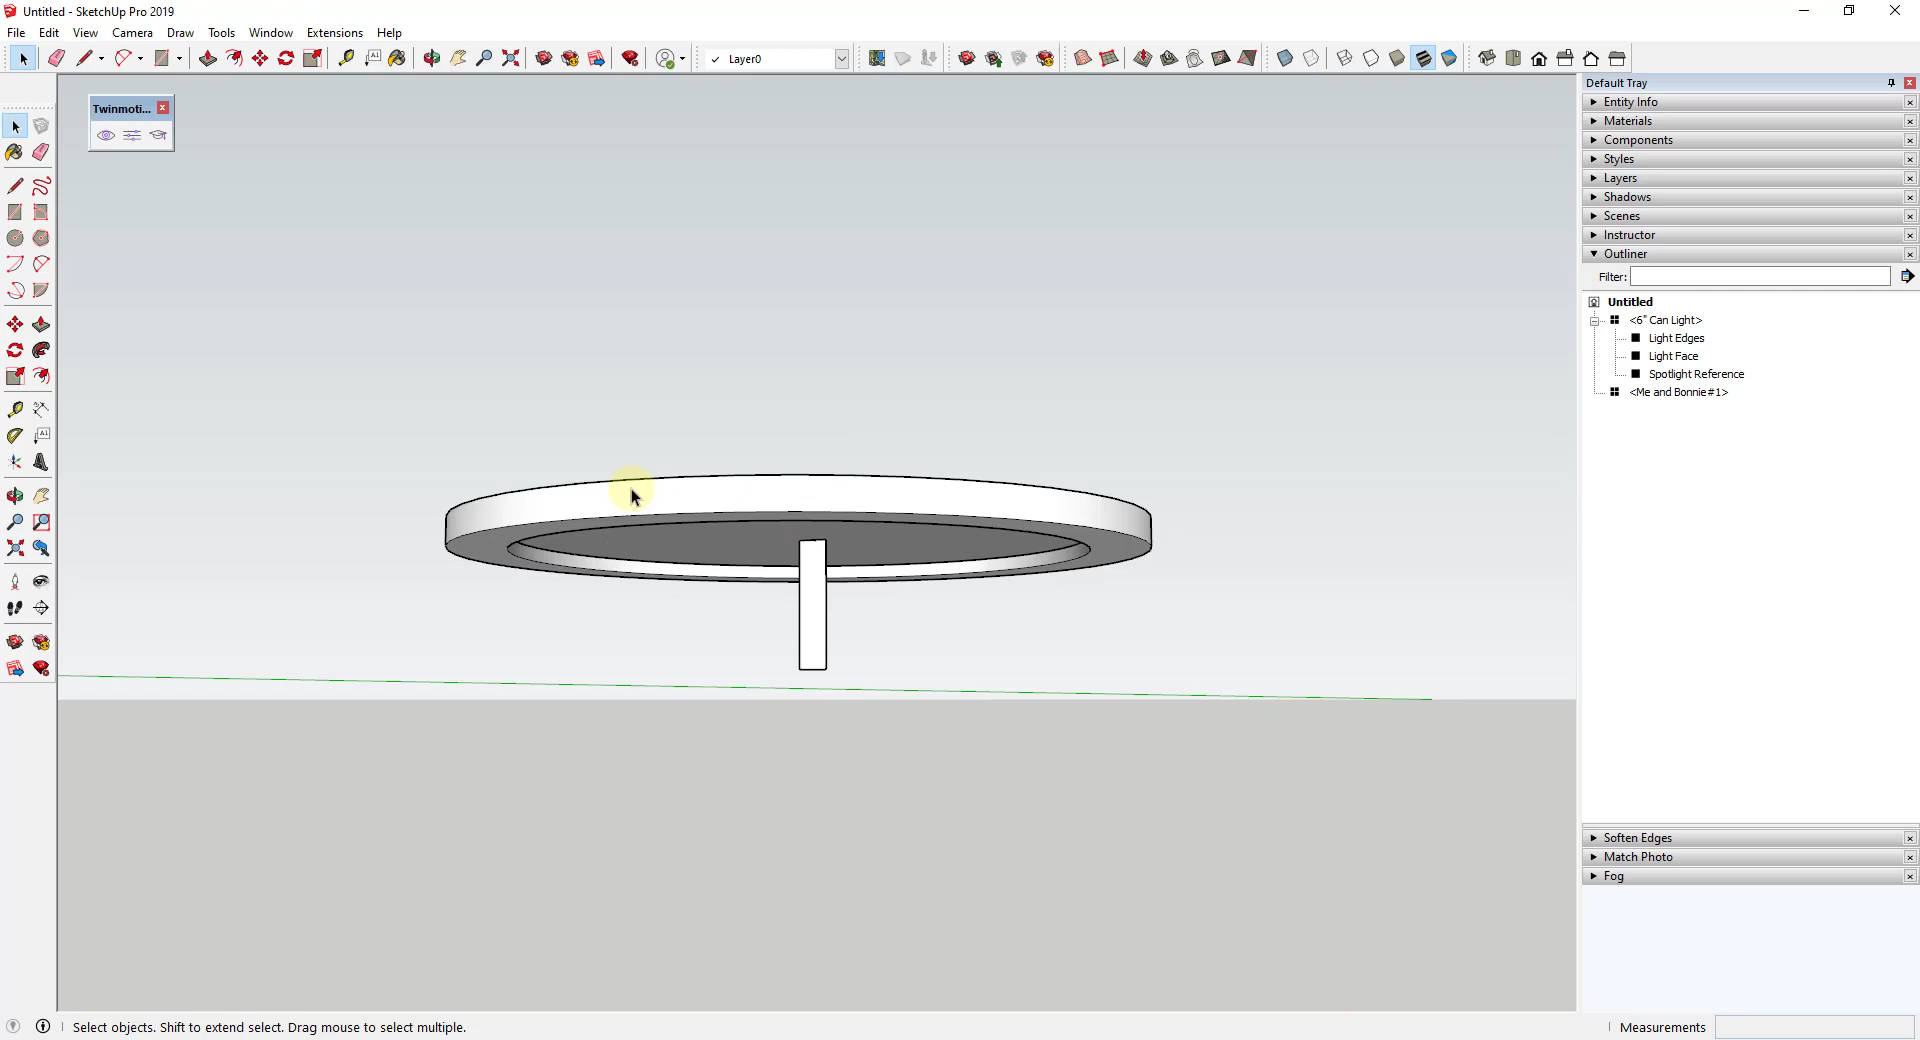 Untitled - SketchUp Pro 2019
File Edit View Camera Draw Tools Window Extensions Help
Layer0
Twinmoti...
Default Tray
Entity Info
Materials
Components
Styles
Layers
Shadows
Scenes
Instructor
Outliner
Filter:
Untitled
<6" Can Light>
Light Edges
Light Face
Spotlight Reference
<Me and Bonnie#1>
Soften Edges
Match Photo
Fog
Select objects. Shift to extend select. Drag mouse to select multiple.
Measurements